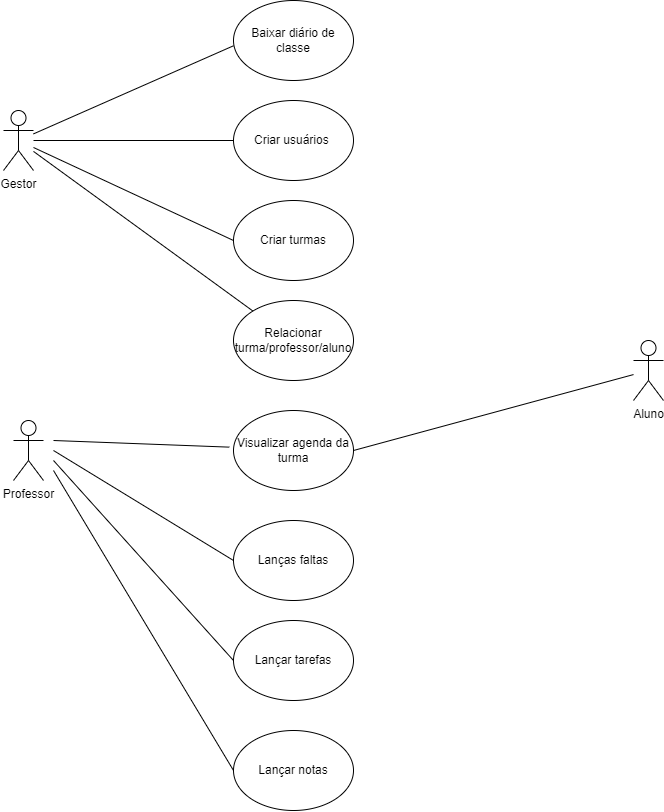 Baixar diário de
classe
Criar usuários
Gestor
Criar turmas
Relacionar
turma/professor/aluno
Aluno
Visualizar agenda da
turma
Professor
Lanças faltas
Lançar tarefas
Lançar notas